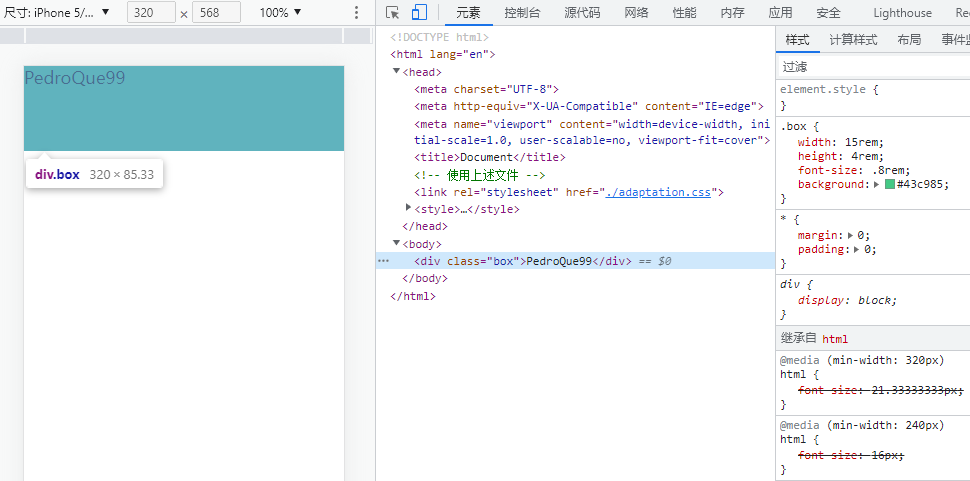 尺寸: iPhone 5/... ▼ 320 × 568 100% ▼
元素 控制台 源代码 网络 性能 内存 应用 安全 Lighthouse
PedroQue99
div.box 320 × 85.33
<!DOCTYPE html>
<html lang="en">
<head>
<meta charset="UTF-8">
<meta http-equiv="X-UA-Compatible" content="IE=edge">
<meta name="viewport" content="width=device-width, ini
tial-scale=1.0, user-scalable=no, viewport-fit=cover">
<title>Document</title>
<!-- 使用上述文件 -->
<link rel="stylesheet" href="./adaptation.css">
<style>…</style>
</head>
<body>
<div class="box">PedroQue99</div> == $0
</body>
</html>
样式 计算样式 布局 事件监
过滤
element.style {
}
.box {
width: 15rem;
height: 4rem;
font-size: .8rem;
background: #43c985;
}
* {
margin: 0;
padding: 0;
}
div {
display: block;
}
继承自 html
@media (min-width: 320px)
html {
font-size: 21.33333333px;
}
@media (min-width: 240px)
html {
font-size: 16px;
}